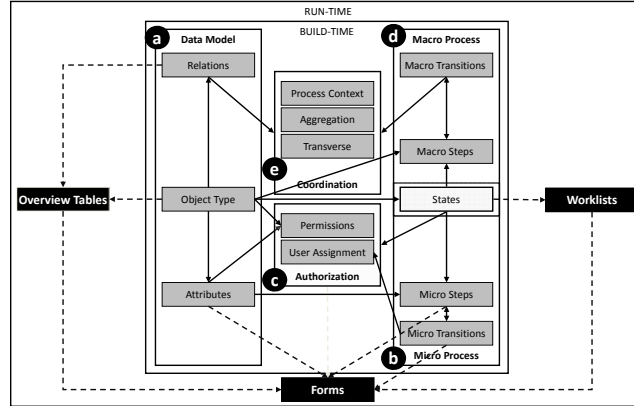 RUN-TIME
BUILD-TIME
a
Data Model
Relations
Object Type
Attributes
d
Macro Process
Macro Transitions
Macro Steps
States
Micro Steps
Micro Transitions
b
Micro Process
Process Context
Aggregation
Transverse
e
Coordination
Permissions
User Assignment
c
Authorization
Overview Tables
Worklists
Forms